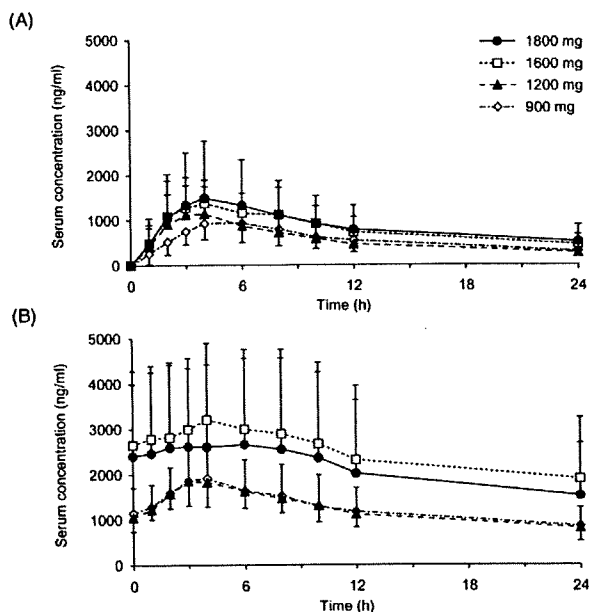 (A)
5000
4000
3000
2000
1000
0
Serum concentration (ng/ml)
1800 mg
1600 mg
1200 mg
900 mg
0
6
12
18
24
Time (h)
(B)
5000
4000
3000
2000
1000
0
Serum concentration (ng/ml)
0
6
12
18
24
Time (h)